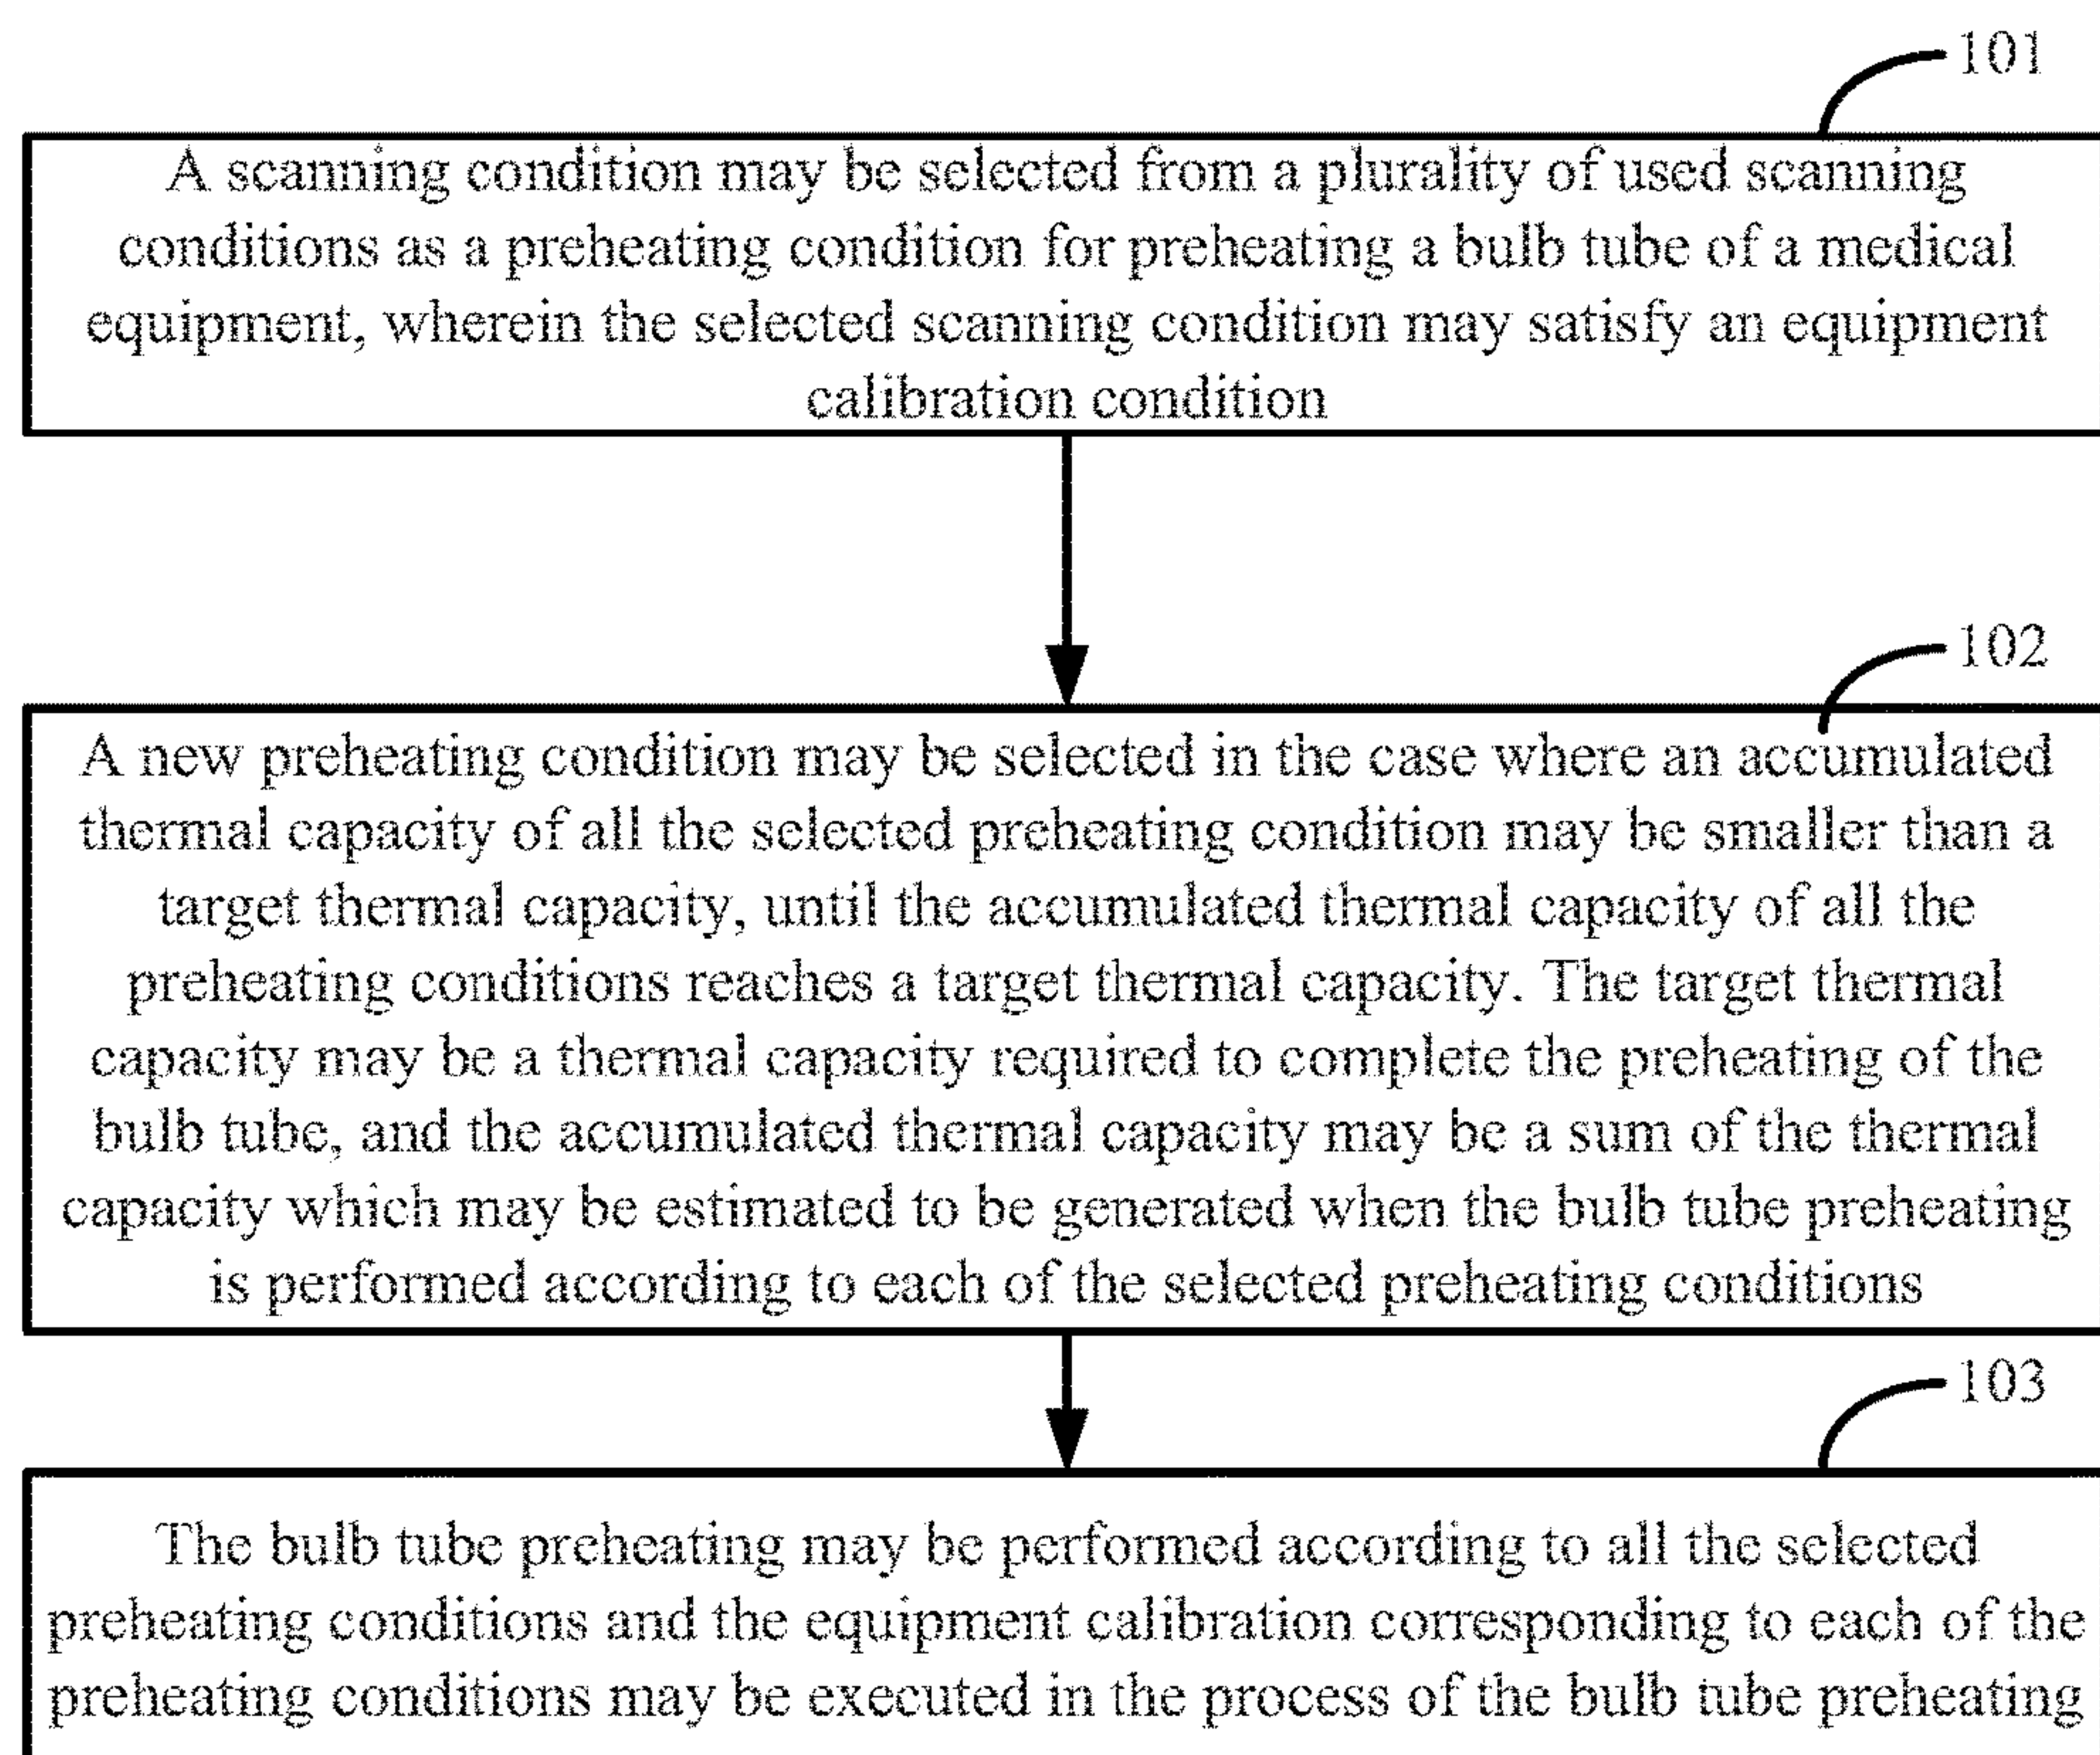 101
A scanning condition may be selected from a plurality of used scanning
conditions as a preheating condition for preheating a bulb tube of a medical
equipment, wherein the selected scanning condition may satisfy an equipment
calibration condition
102
A new preheating condition may be selected in the case where an accumulated
thermal capacity of all the selected preheating condition may be smaller than a
target thermal capacity, until the accumulated thermal capacity of all the
preheating conditions reaches a target thermal capacity. The target thermal
capacity may be a thermal capacity required to complete the preheating of the
bulb tube, and the accumulated thermal capacity may be a sum of the thermal
capacity which may be estimated to be generated when the bulb tube preheating
is performed according to each of the selected preheating conditions
103
The bulb tube preheating may be performed according to all the selected
preheating conditions and the equipment calibration corresponding to each of the
preheating conditions may be executed in the process of the bulb tube preheating